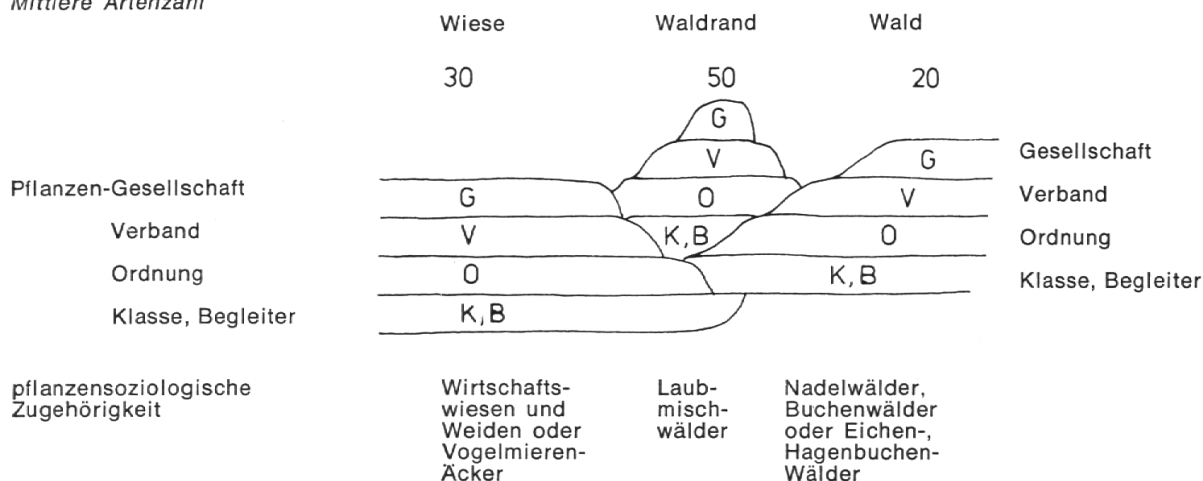 Mittlere Artenzahl
Wiese Waldrand Wald
30 50 20
G
V G Gesellschaft
Pflanzen-Gesellschaft G O V Verband
Verband V K,B O Ordnung
Ordnung O K,B Klasse, Begleiter
Klasse, Begleiter K,B
pflanzensoziologische Wirtschafts- Laub- Nadelwälder,
Zugehörigkeit wiesen und misch- Buchenwälder
Weiden oder wälder oder Eichen-,
Vogelmieren- Hagenbuchen-
Äcker Wälder